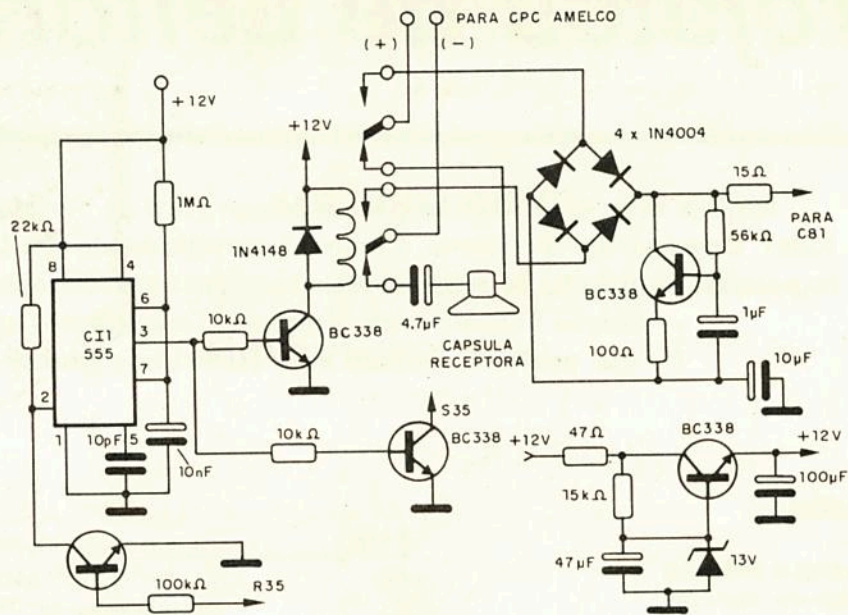 PARA CPC AMELCO
(+) (-)
+12V
+12V
4 x 1N4004
1MΩ
15Ω
22kΩ
PARA
C81
1N4148
56kΩ
8 4
6
BC338
CI1
555
3
10kΩ
BC338
4.7µF
1µF
7
CAPSULA
RECEPTORA
100Ω
2
10µF
S35
1
10pF
5
10kΩ
BC338
+12V
47Ω
BC338
+12V
10nF
15kΩ
100µF
47µF
13V
100kΩ
R35